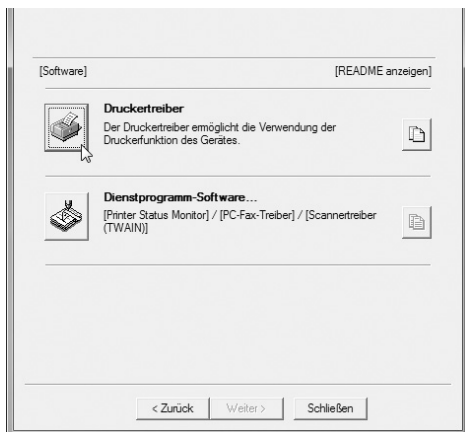 [Software] [README anzeigen]
Druckertreiber
Der Druckertreiber ermöglicht die Verwendung der
Druckerfunktion des Gerätes.
Dienstprogramm-Software...
[Printer Status Monitor] / [PC-Fax-Treiber] / [Scannertreiber
(TWAIN)]
< Zurück Weiter > Schließen